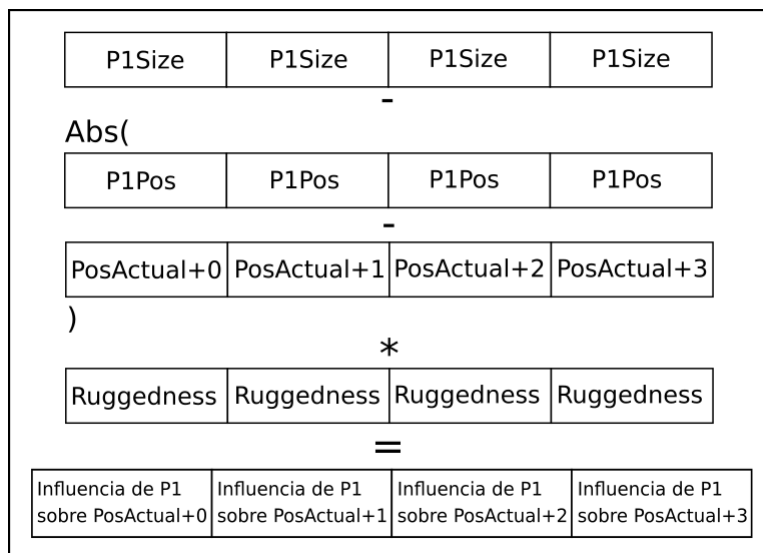 P1Size P1Size P1Size P1Size
-
Abs(
P1Pos P1Pos P1Pos P1Pos
-
PosActual+0 PosActual+1 PosActual+2 PosActual+3
)
*
Ruggedness Ruggedness Ruggedness Ruggedness
=
Influencia de P1 Influencia de P1 Influencia de P1 Influencia de P1
sobre PosActual+0 sobre PosActual+1 sobre PosActual+2 sobre PosActual+3